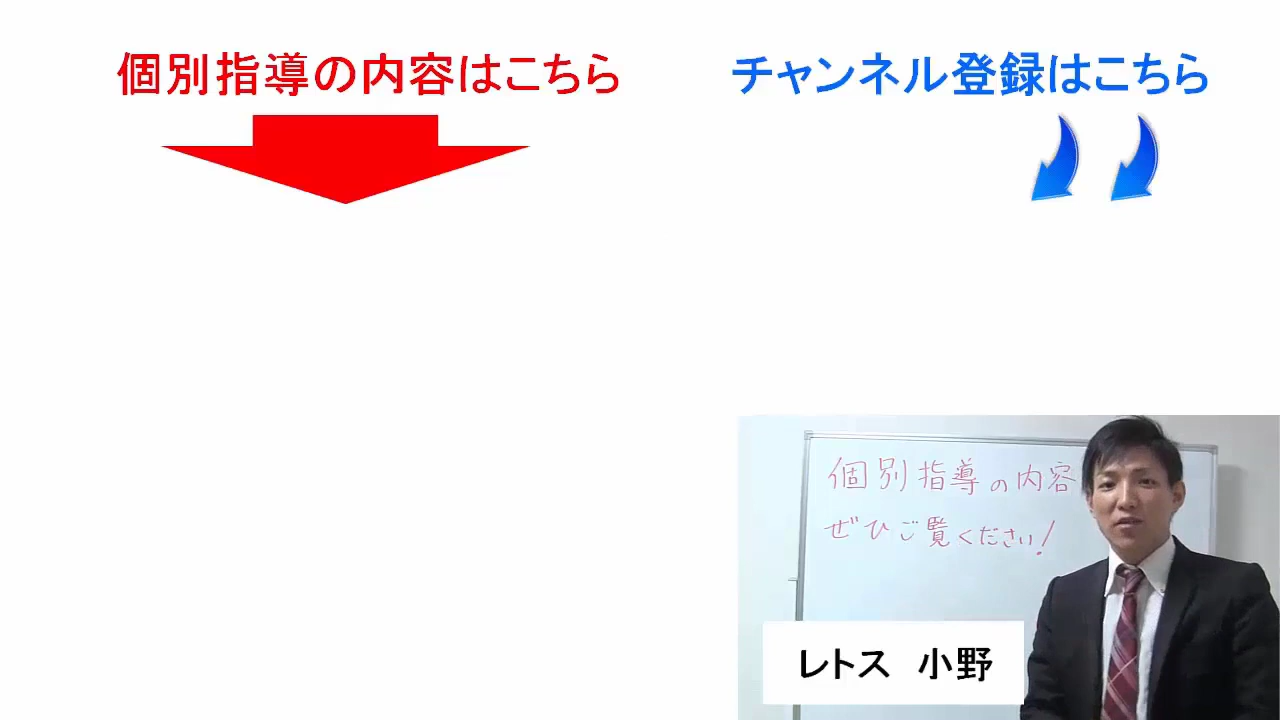 個別指導の内容はこちら
チャンネル登録はこちら
個別指導の内容
ぜひご覧ください!
レトス 小野